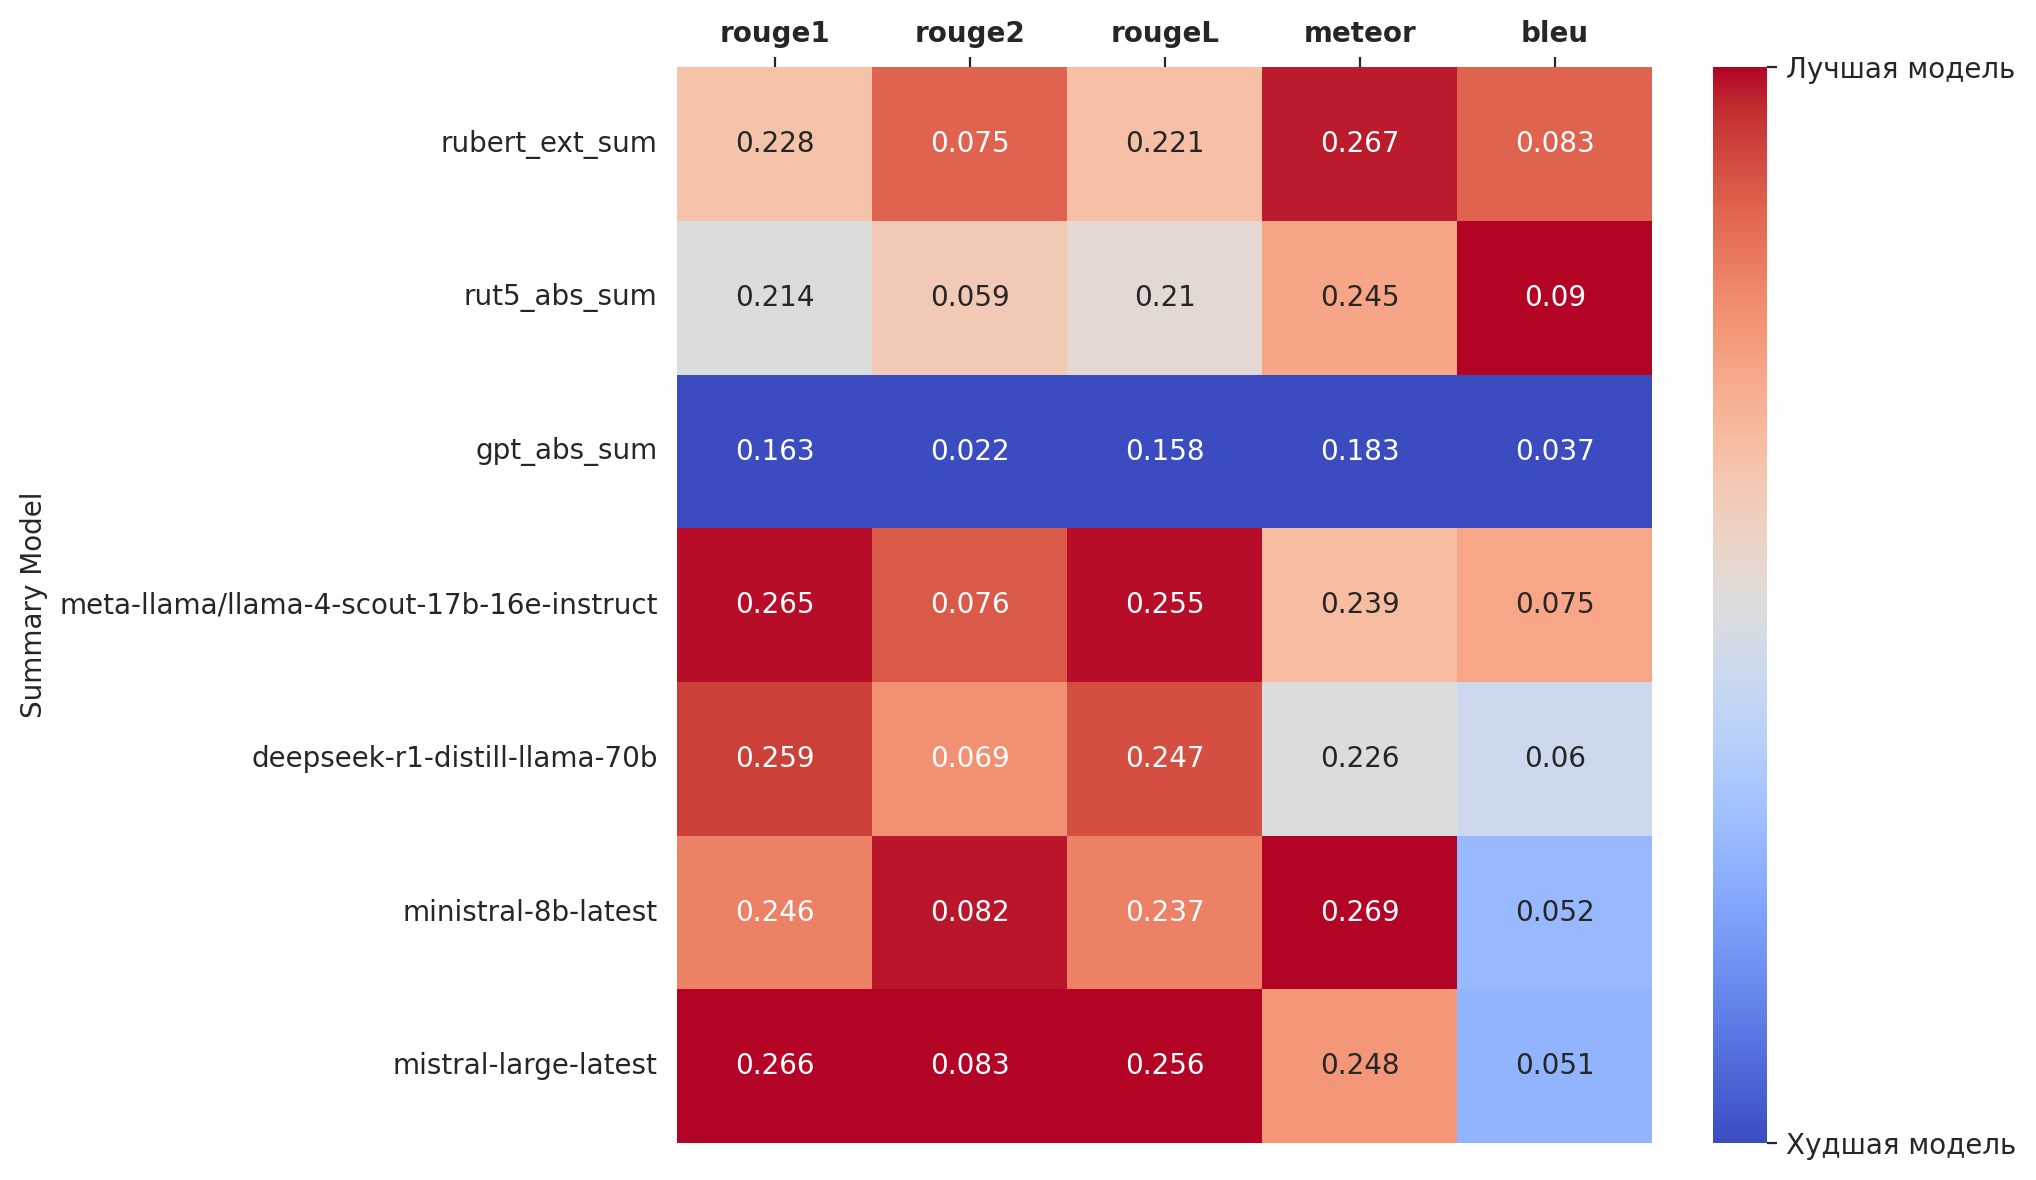 rouge1 rouge2 rougeL meteor bleu
Лучшая модель
rubert_ext_sum 0.228 0.075 0.221 0.267 0.083
rut5_abs_sum 0.214 0.059 0.21 0.245 0.09
gpt_abs_sum 0.163 0.022 0.158 0.183 0.037
Summary Model
meta-llama/llama-4-scout-17b-16e-instruct 0.265 0.076 0.255 0.239 0.075
deepseek-r1-distill-llama-70b 0.259 0.069 0.247 0.226 0.06
ministral-8b-latest 0.246 0.082 0.237 0.269 0.052
mistral-large-latest 0.266 0.083 0.256 0.248 0.051
Худшая модель